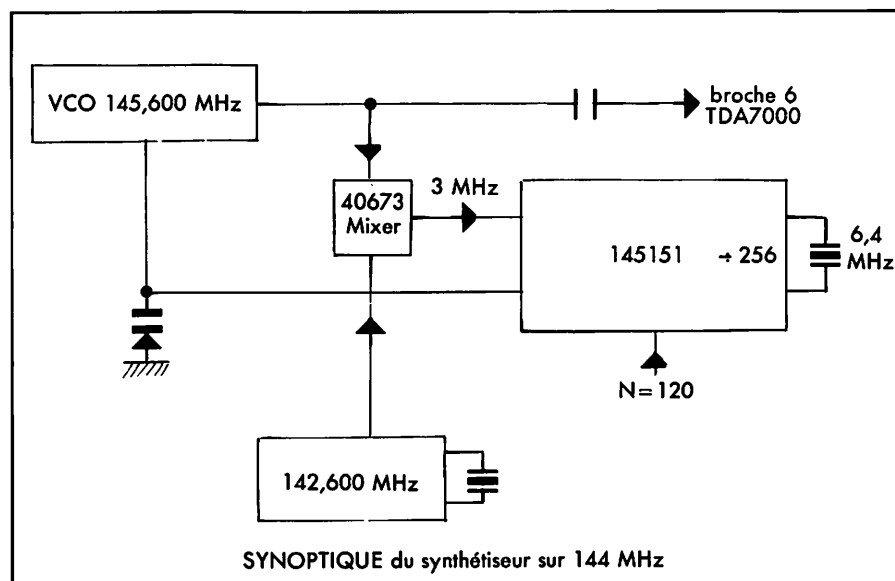 VCO 145,600 MHz
broche 6
TDA7000
40673
Mixer
3 MHz
145151 ÷ 256
6,4
MHz
N=120
142,600 MHz
SYNOPTIQUE du synthétiseur sur 144 MHz